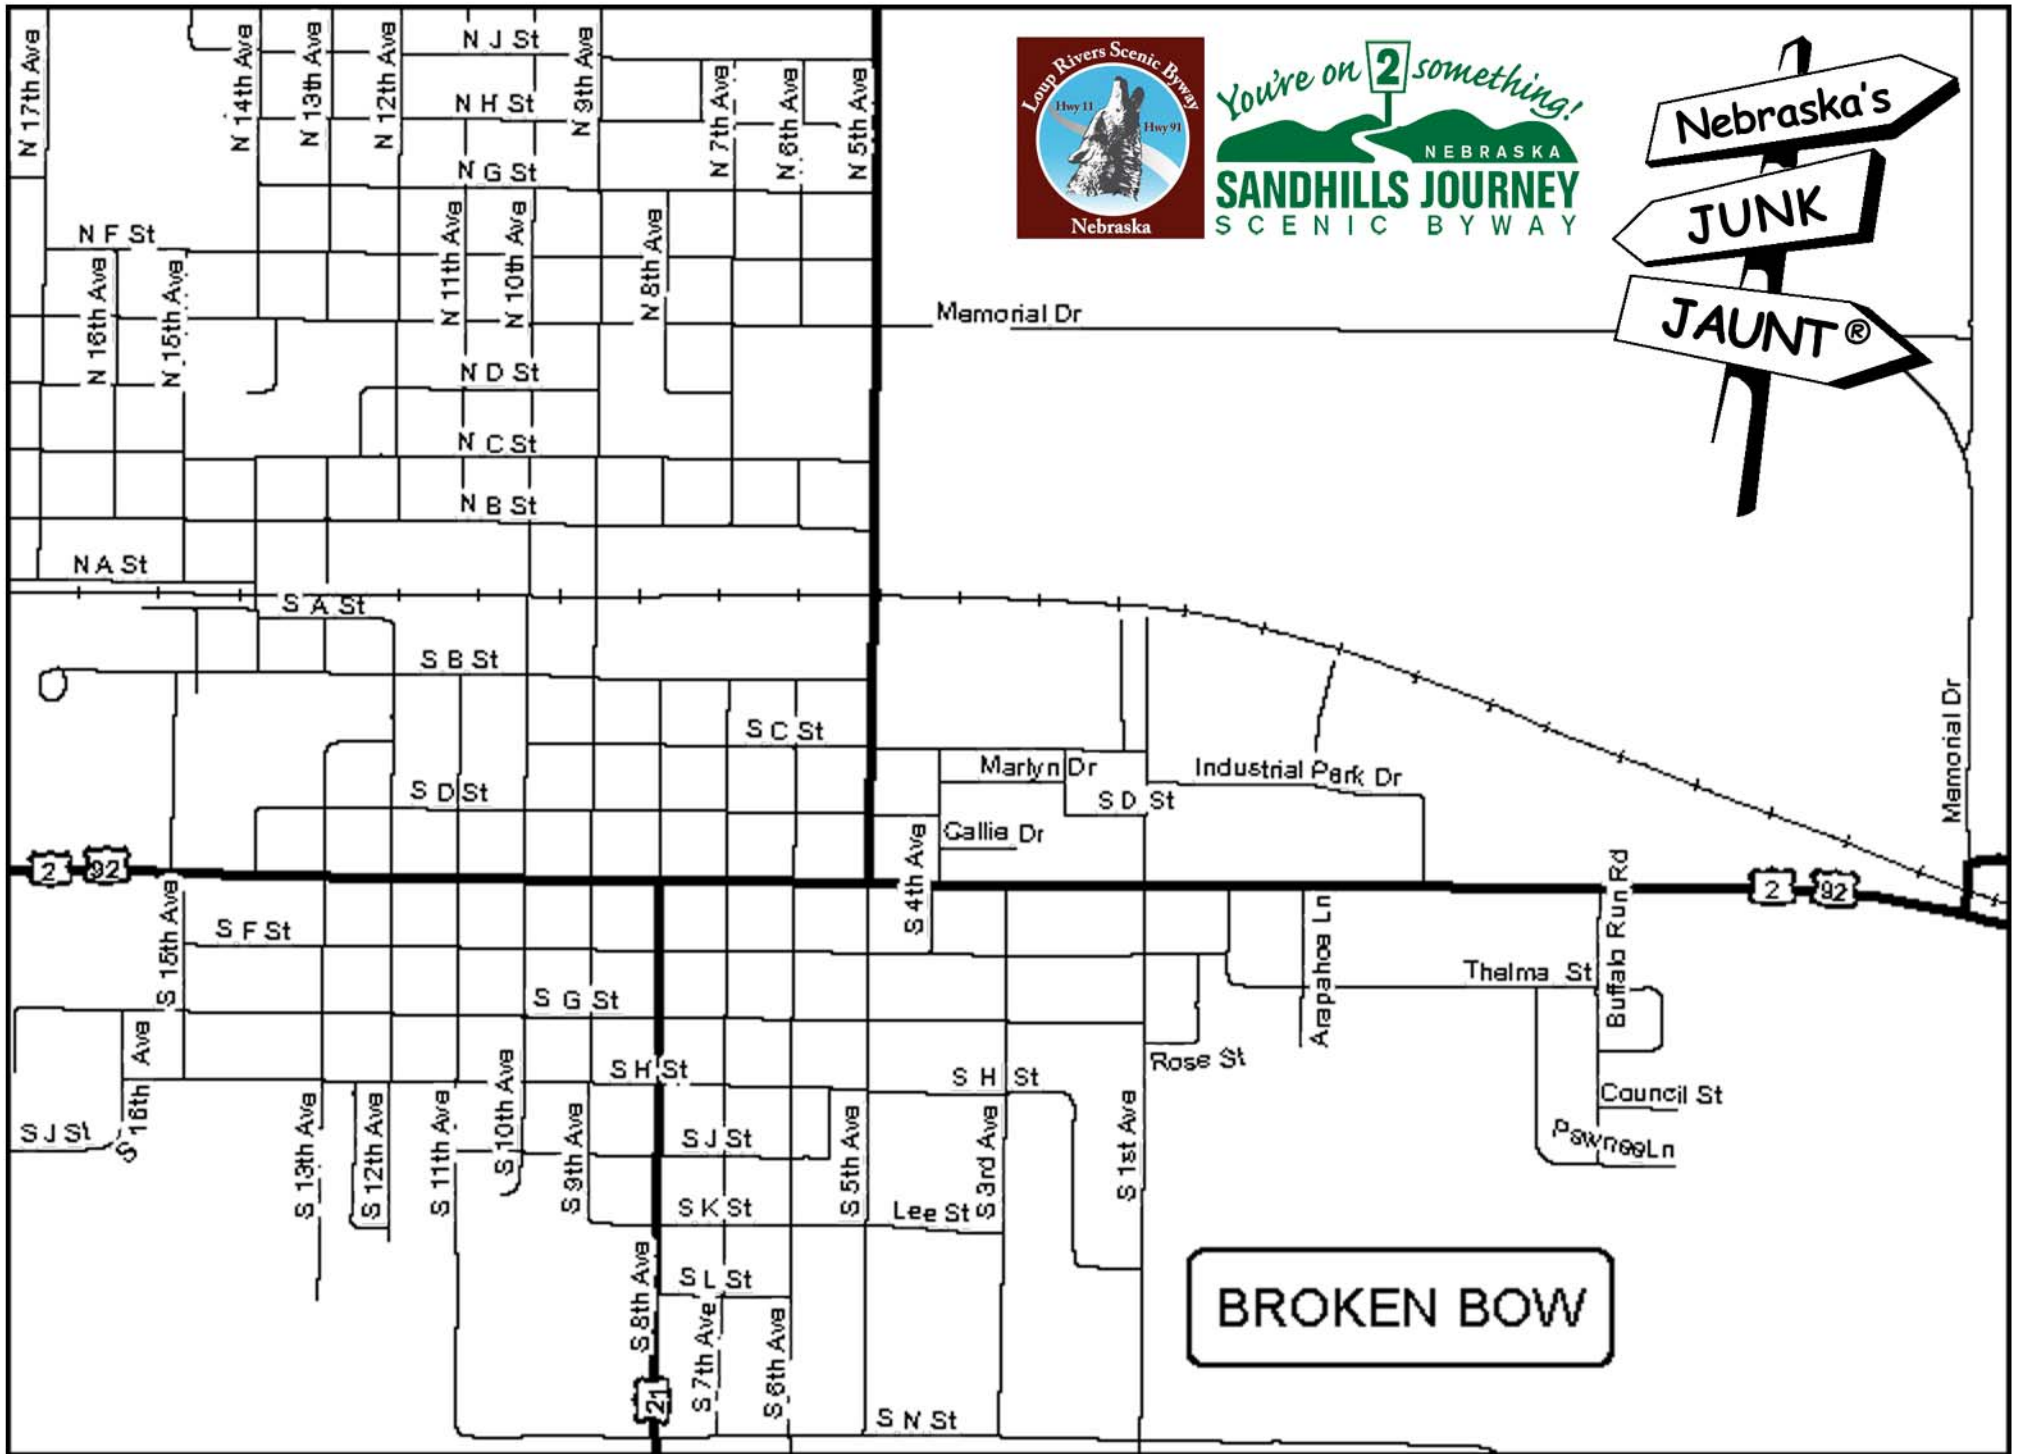 N 17th Ave
N 14th Ave
N 13th Ave
N 12th Ave
N J St
N 9th Ave
N 7th Ave
N 6th Ave
N 5th Ave
N H St
N G St
N F St
N 16th Ave
N 15th Ave
N 11th Ave
N 10th Ave
N 8th Ave
N D St
N C St
N B St
N A St
Loup Rivers Scenic Byway
Hwy 11
Hwy 91
Nebraska
You're on 2 something!
NEBRASKA
SANDHILLS JOURNEY
SCENIC BYWAY
Nebraska's
JUNK
JAUNT®
Memorial Dr
Memorial Dr
S A St
S B St
S C St
S D St
Marlyn Dr
Industrial Park Dr
S D St
Callie Dr
2
92
S 4th Ave
2
92
S 15th Ave
S F St
S G St
Arapahoe Ln
Thelma St
Buffalo Run Rd
S 16th Ave
S J St
S H St
S H St
Rose St
Council St
Pawnee Ln
S 13th Ave
S 12th Ave
S 11th Ave
S 10th Ave
S 9th Ave
S J St
S 5th Ave
S 3rd Ave
S 1st Ave
S K St
Lee St
S 8th Ave
S L St
S 7th Ave
S 6th Ave
21
S N St
BROKEN BOW